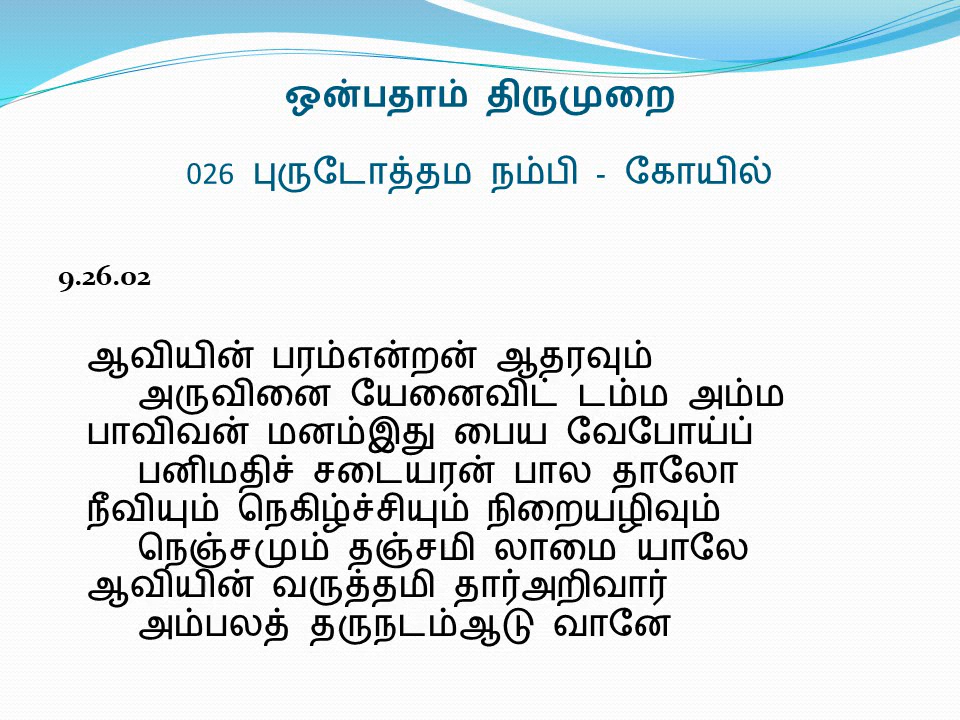 ஒன்பதாம் திருமுறை
026 புருடோத்தம நம்பி - கோயில்
9.26.02
ஆவியின் பரம்என்றன் ஆதரவும்
அருவினை யேனைவிட் டம்ம அம்ம
பாவிவன் மனம்இது பைய வேபோய்ப்
பனிமதிச் சடையரன் பால தாலோ
நீவியும் நெகிழ்ச்சியும் நிறையழிவும்
நெஞ்சமும் தஞ்சமி லாமை யாலே
ஆவியின் வருத்தமி தார்அறிவார்
அம்பலத் தருநடம்ஆடு வானே